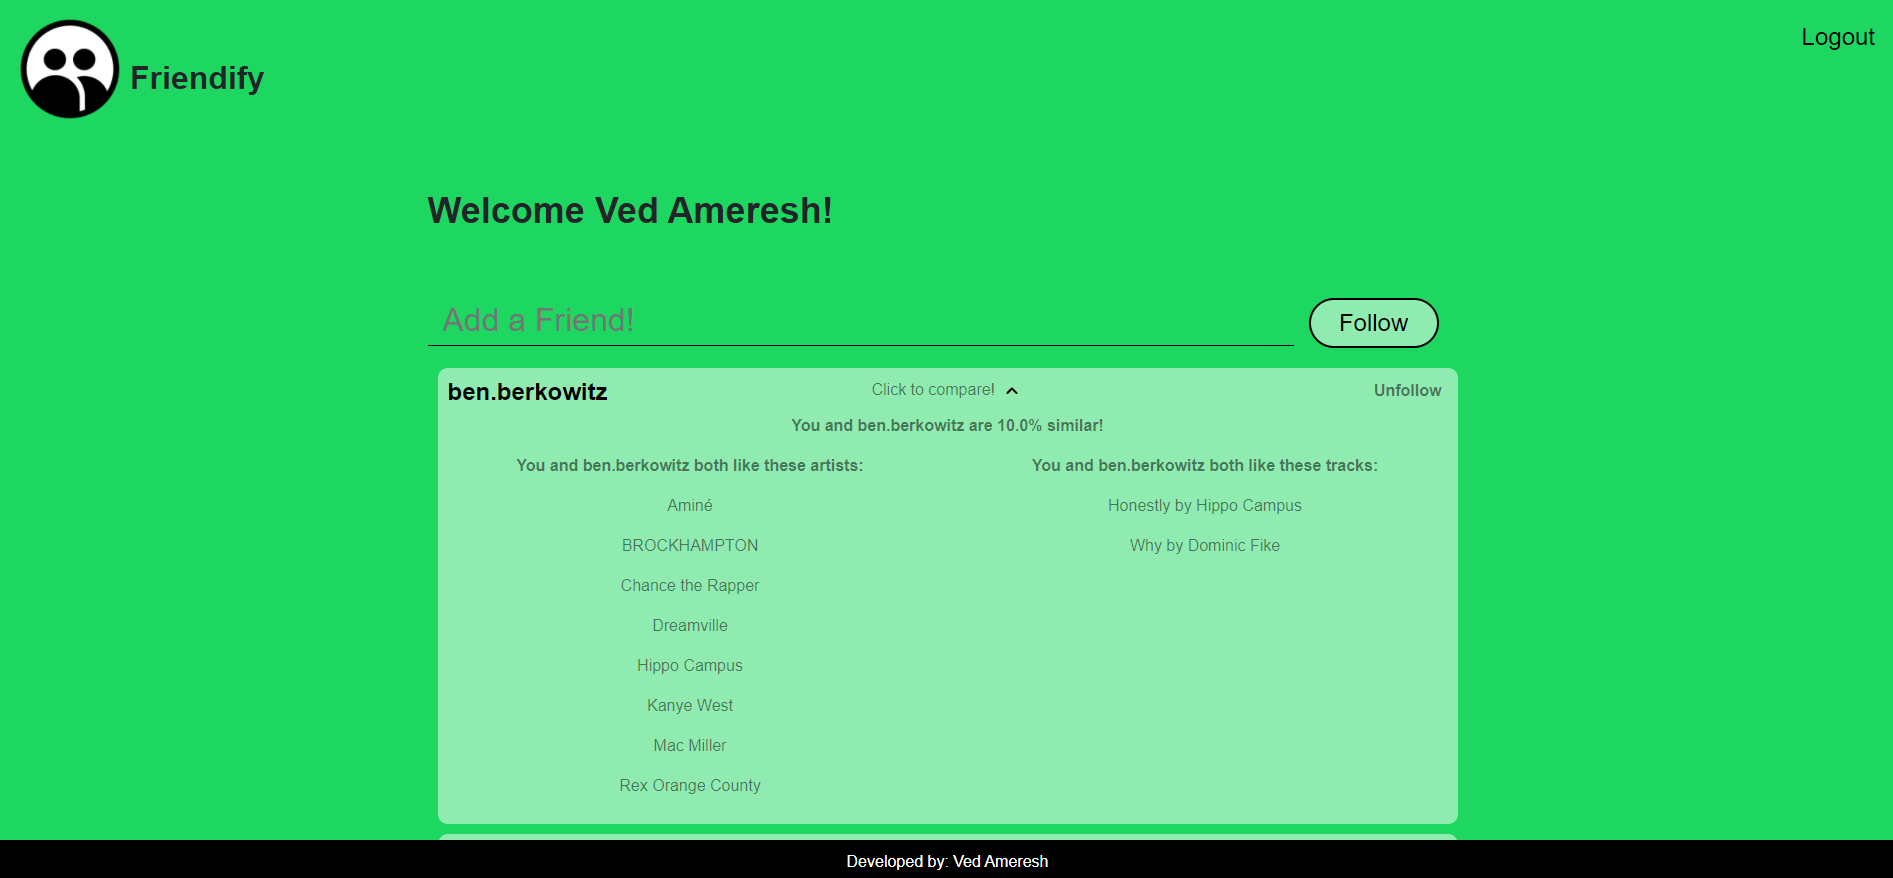 Logout
Friendify
Welcome Ved Ameresh!
Add a Friend!
Follow
ben.berkowitz
Click to compare!
Unfollow
You and ben.berkowitz are 10.0% similar!
You and ben.berkowitz both like these artists:
Aminé
BROCKHAMPTON
Chance the Rapper
Dreamville
Hippo Campus
Kanye West
Mac Miller
Rex Orange County
You and ben.berkowitz both like these tracks:
Honestly by Hippo Campus
Why by Dominic Fike
Developed by: Ved Ameresh